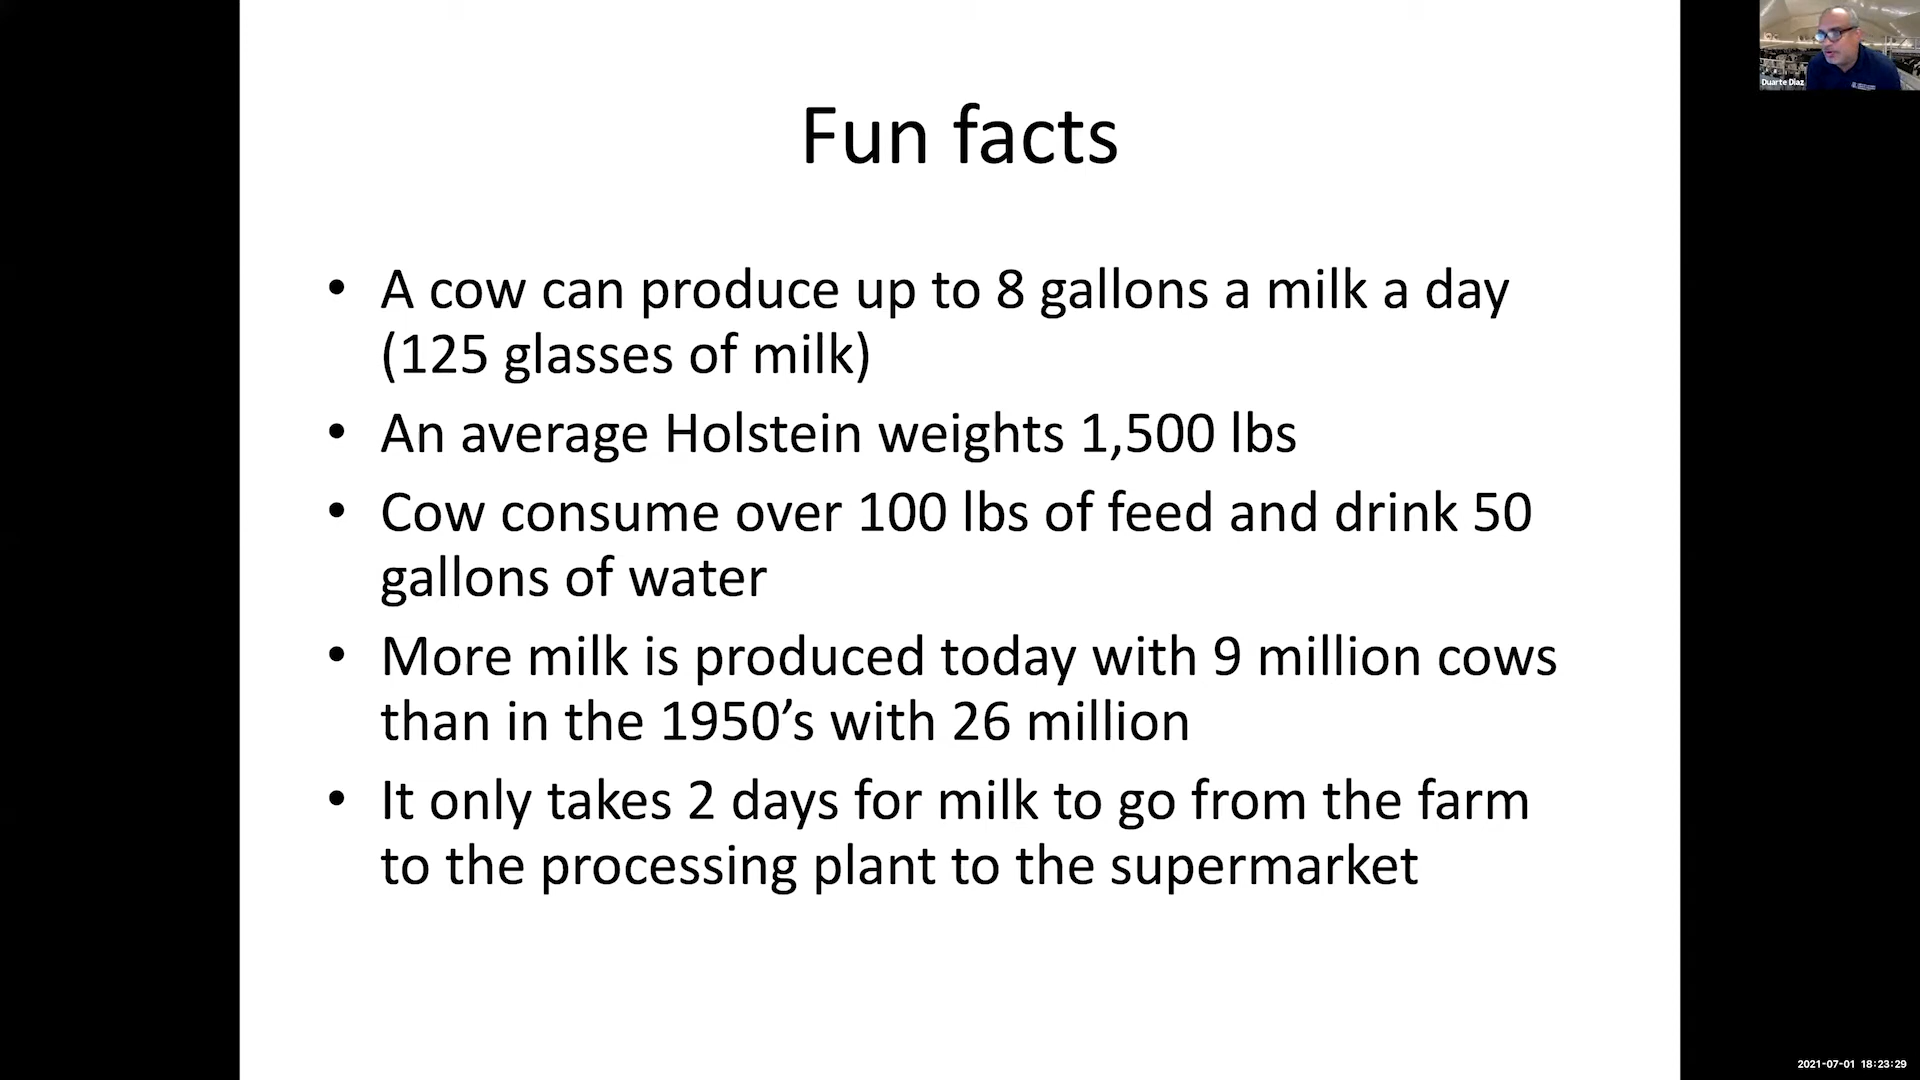 Fun facts
• A cow can produce up to 8 gallons a milk a day
(125 glasses of milk)
• An average Holstein weights 1,500 lbs
• Cow consume over 100 lbs of feed and drink 50
gallons of water
• More milk is produced today with 9 million cows
than in the 1950’s with 26 million
• It only takes 2 days for milk to go from the farm
to the processing plant to the supermarket
Duarte Diaz
2021-07-01 18:23:29